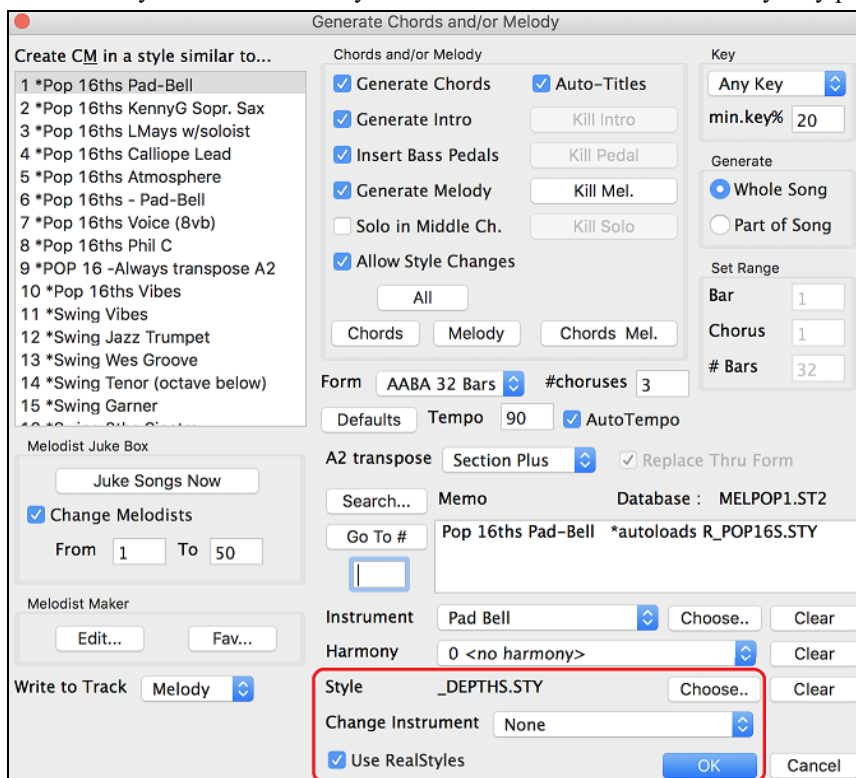 Generate Chords and/or Melody
Create CM in a style similar to...
1 *Pop 16ths Pad-Bell
2 *Pop 16ths KennyG Sopr. Sax
3 *Pop 16ths LMays w/soloist
4 *Pop 16ths Calliope Lead
5 *Pop 16ths Atmosphere
6 *Pop 16ths - Pad-Bell
7 *Pop 16ths Voice (8vb)
8 *Pop 16ths Phil C
9 *POP 16 -Always transpose A2
10 *Pop 16ths Vibes
11 *Swing Vibes
12 *Swing Jazz Trumpet
13 *Swing Wes Groove
14 *Swing Tenor (octave below)
15 *Swing Garner
Melodist Juke Box
Juke Songs Now
Change Melodists
From 1 To 50
Melodist Maker
Edit... Fav...
Write to Track Melody
Chords and/or Melody
Generate Chords Auto-Titles
Generate Intro Kill Intro
Insert Bass Pedals Kill Pedal
Generate Melody Kill Mel.
Solo in Middle Ch. Kill Solo
Allow Style Changes
All
Chords Melody Chords Mel.
Form AABA 32 Bars #choruses 3
Defaults Tempo 90 AutoTempo
A2 transpose Section Plus Replace Thru Form
Search... Memo Database : MELPOP1.ST2
Go To # Pop 16ths Pad-Bell *autoloads R_POP16S.STY
Instrument Pad Bell Choose.. Clear
Harmony 0 <no harmony> Clear
Style _DEPTHS.STY Choose.. Clear
Change Instrument None
Use RealStyles OK Cancel
Key
Any Key
min.key% 20
Generate
Whole Song
Part of Song
Set Range
Bar 1
Chorus 1
# Bars 32